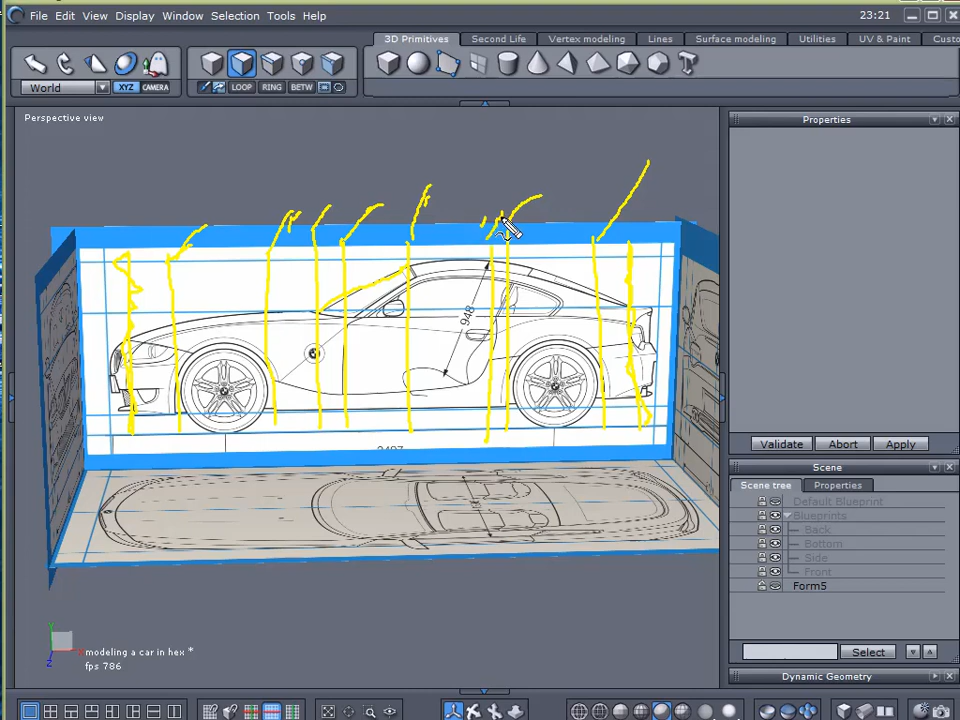 File Edit View Display Window Selection Tools Help 23:21
3D Primitives Second Life Vertex modeling Lines Surface modeling Utilities UV & Paint Custo
World XYZ CAMERA LOOP RING BETW
Perspective view
Properties
948
Validate Abort Apply
Scene
Scene tree Properties
Default Blueprint
Blueprints
Back
Bottom
Side
Front
Form5
Select
Dynamic Geometry
Y
X
Z
modeling a car in hex *
fps 786